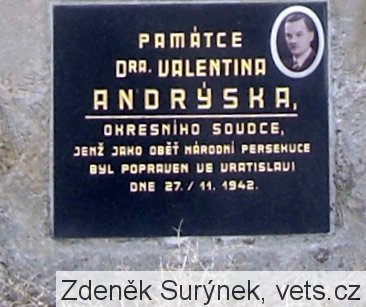 PAMÁTCE
DRA. VALENTINA
ANDRÝSKA,
OKRESNÍHO SOUDCE,
JENŽ JAKO OBĚŤ NÁRODNÍ PERSEKUCE
BYL POPRAVEN VE VRATISLAVI
DNE 27./11. 1942.
Zdeněk Surýnek, vets.cz